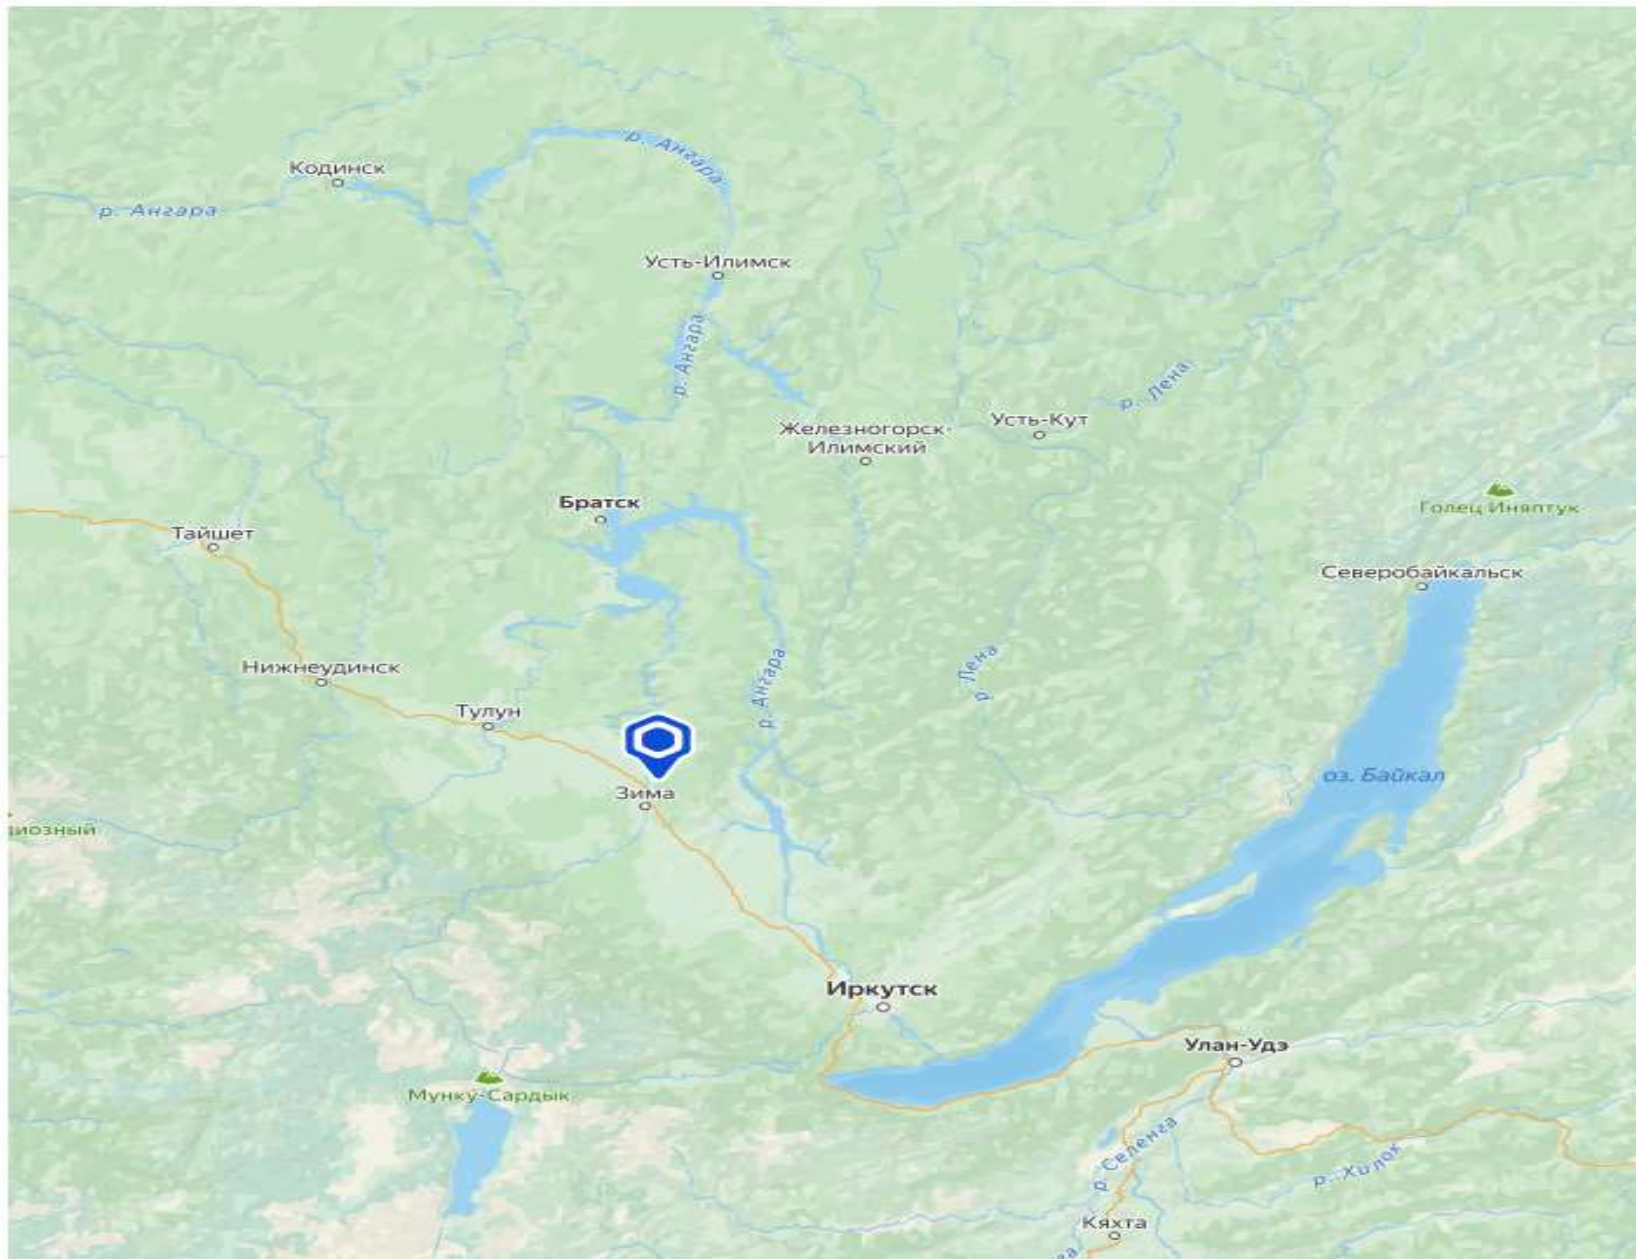 р. Ангара
Кодинск
р. Ангара
Усть-Илимск
р. Ангара
р. Лена
Усть-Кут
Железногорск-
Илимский
Братск
Голец Иняптук
Тайшет
Северобайкальск
Нижнеудинск
р. Лена
р. Ангара
Тулун
оз. Байкал
Зима
Иркутск
Улан-Удэ
Мунку-Сардык
р. Селенга
р. Хилок
Кяхта